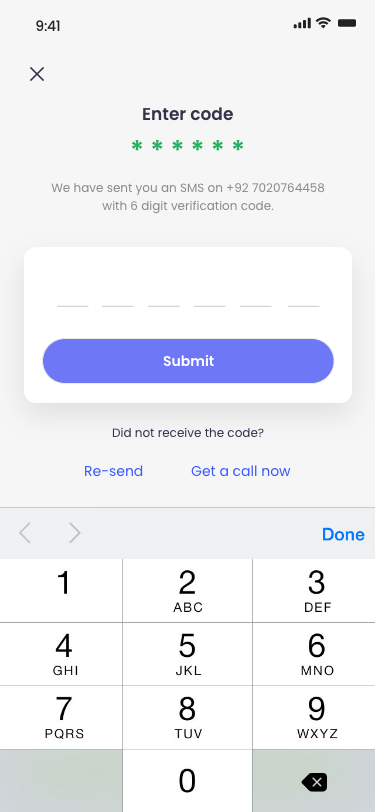 9:41
Enter code
******
We have sent you an SMS on +92 7020764458
with 6 digit verification code.
Submit
Did not receive the code?
Re-send Get a call now
Done
1 2 3
ABC DEF
4 5 6
GHI JKL MNO
7 8 9
PQRS TUV WXYZ
0